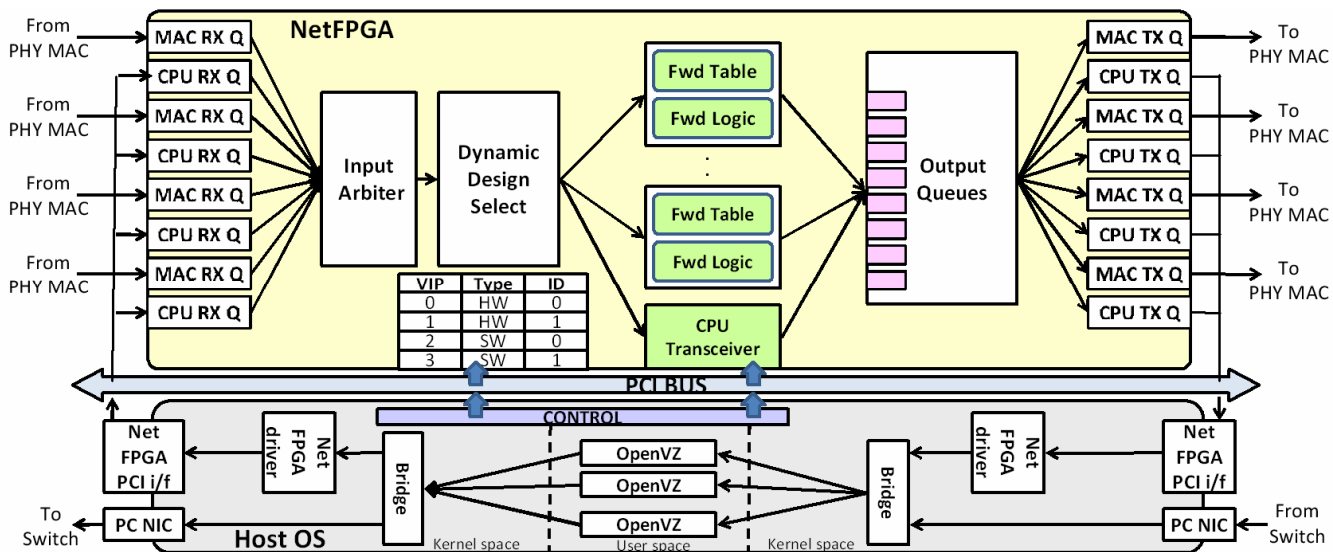 From
PHY MAC
From
PHY MAC
From
PHY MAC
From
PHY MAC
NetFPGA
MAC RX Q
CPU RX Q
MAC RX Q
CPU RX Q
MAC RX Q
CPU RX Q
MAC RX Q
CPU RX Q
Input
Arbiter
Dynamic
Design
Select
VIP Type ID
0 HW 0
1 HW 1
2 SW 0
3 SW 1
Fwd Table
Fwd Logic
:
Fwd Table
Fwd Logic
CPU
Transceiver
Output
Queues
MAC TX Q
CPU TX Q
MAC TX Q
CPU TX Q
MAC TX Q
CPU TX Q
MAC TX Q
CPU TX Q
To
PHY MAC
To
PHY MAC
To
PHY MAC
To
PHY MAC
PCI BUS
CONTROL
Net
FPGA
PCI i/f
Net
FPGA
driver
Bridge
OpenVZ
OpenVZ
OpenVZ
Bridge
Net
FPGA
driver
Net
FPGA
PCI i/f
To
Switch
PC NIC
Host OS
Kernel space
User space
Kernel space
PC NIC
From
Switch